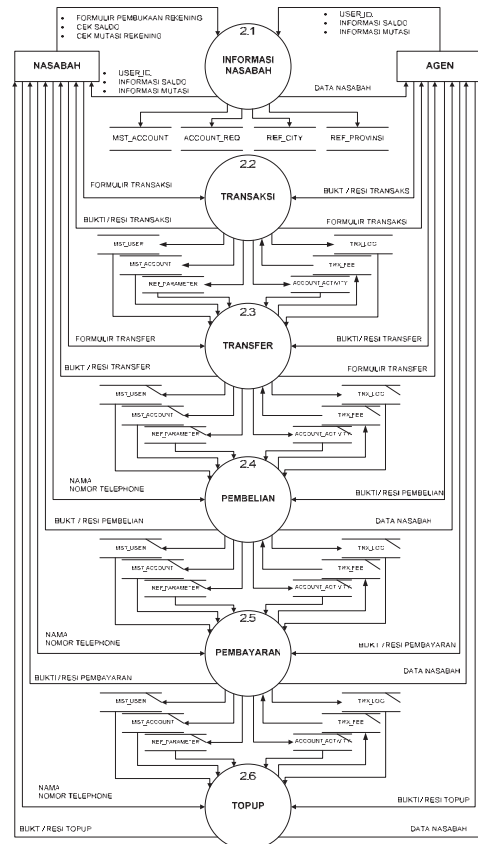 FORMULIR PEMBUKAAN REKENING
CEK SALDO
CEK MUTASI REKENING
2.1
INFORMASI
NASABAH
USER_ID
INFORMASI SALDO
INFORMASI MUTASI
NASABAH
AGEN
USER_ID
INFORMASI SALDO
INFORMASI MUTASI
DATA NASABAH
MST_ACCOUNT
ACCOUNT_REQ
REF_CITY
REF_PROVINSI
2.2
TRANSAKSI
FORMULIR TRANSAKSI
BUKTI / RESI TRANSAKS
BUKTI / RESI TRANSAKSI
FORMULIR TRANSAKSI
MST_USER
TRX_LOG
MST_ACCOUNT
TRX_FEE
REF_PARAMETER
ACCOUNT_ACTIVITY
2.3
TRANSFER
FORMULIR TRANSFER
BUKTI / RESI TRANSFER
BUKT / RESI TRANSFER
FORMULIR TRANSFER
MST_USER
TRX_LOG
MST_ACCOUNT
TRX_FEE
REF_PARAMETER
ACCOUNT_ACTIVITY
2.4
PEMBELIAN
NAMA
NOMOR TELEPHONE
BUKTI / RESI PEMBELIAN
BUKT / RESI PEMBELIAN
DATA NASABAH
MST_USER
TRX_LOG
MST_ACCOUNT
TRX_FEE
REF_PARAMETER
ACCOUNT_ACTIVITY
2.5
PEMBAYARAN
NAMA
NOMOR TELEPHONE
BUKTI / RESI PEMBAYARAN
BUKTI / RESI PEMBAYARAN
DATA NASABAH
MST_USER
TRX_LOG
MST_ACCOUNT
TRX_FEE
REF_PARAMETER
ACCOUNT_ACTIVITY
2.6
TOPUP
NAMA
NOMOR TELEPHONE
BUKTI / RESI TOPUP
BUKT / RESI TOPUP
DATA NASABAH